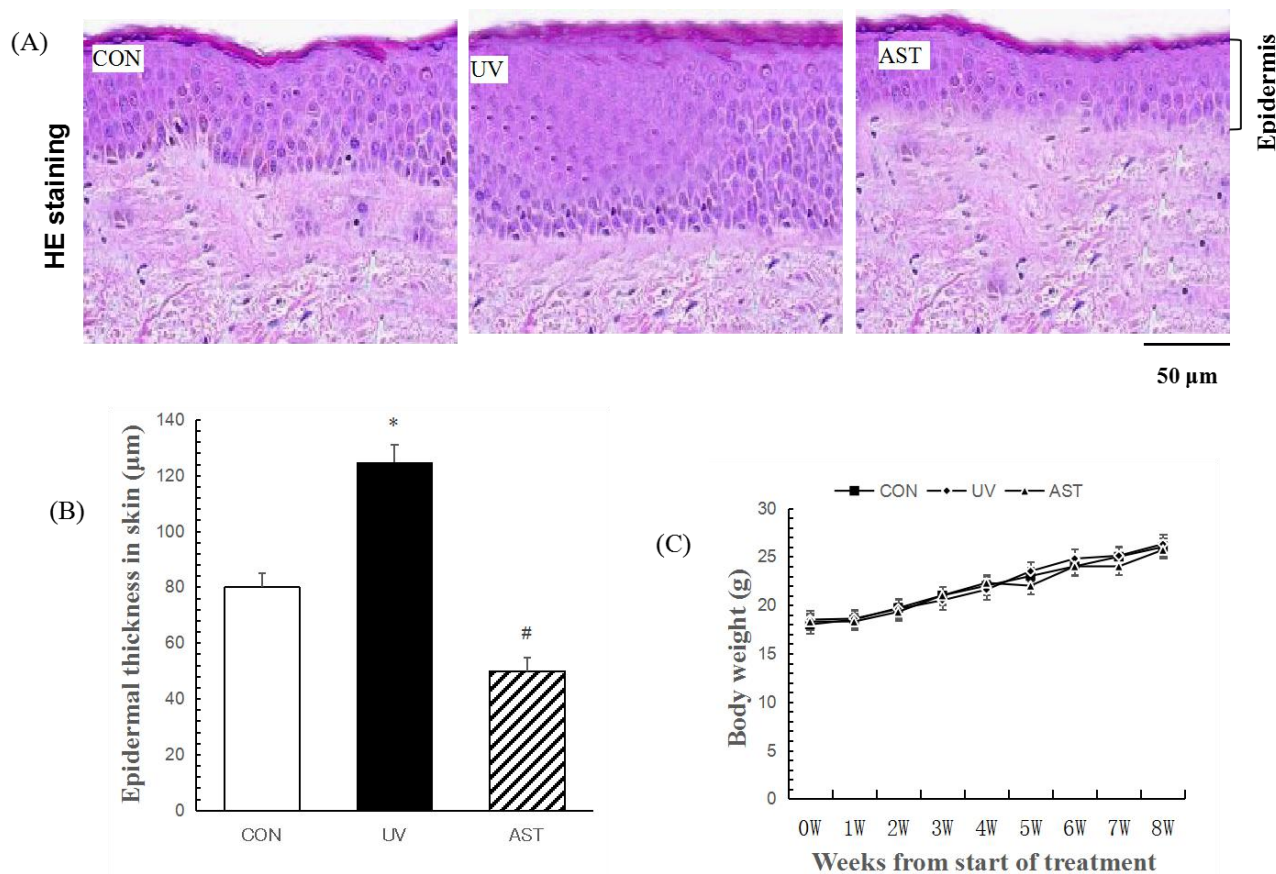 (A)
CON
UV
AST
Epidermis
HE staining
50 μm
(B)
Epidermal thickness in skin (μm)
140
120
100
80
60
40
20
0
*
#
CON UV AST
(C)
CON UV AST
Body weight (g)
30
25
20
15
10
5
0
0W 1W 2W 3W 4W 5W 6W 7W 8W
Weeks from start of treatment